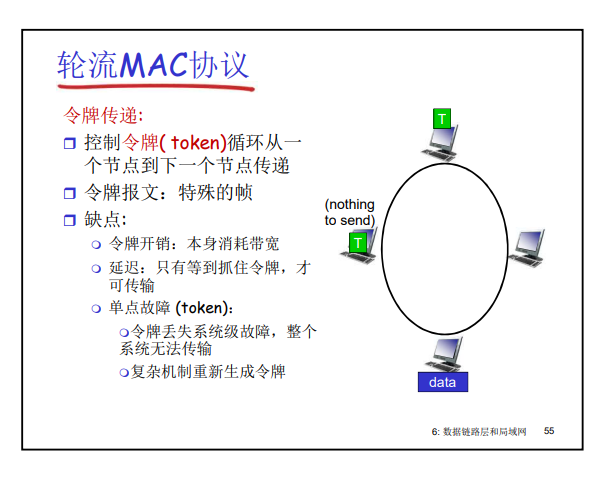 轮流MAC协议
令牌传递:
控制令牌( token)循环从一
个节点到下一个节点传递
令牌报文：特殊的帧
缺点:
令牌开销：本身消耗带宽
延迟：只有等到抓住令牌，才
可传输
单点故障 (token)：
令牌丢失系统级故障，整个
系统无法传输
复杂机制重新生成令牌
T
(nothing
to send)
T
data
6: 数据链路层和局域网 55